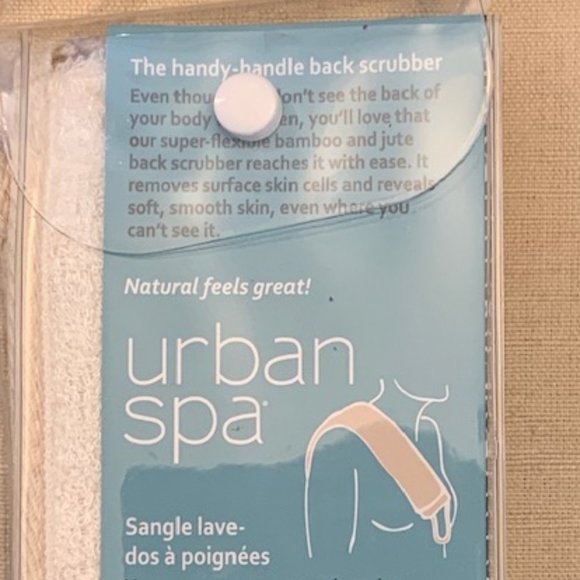 The handy-handle back scrubber
Even thou on't see the back of
your body en, you'll love that
our super-flexible bamboo and jute
back scrubber reaches it with ease. It
removes surface skin cells and reveals
soft, smooth skin, even where you
can't see it.
Natural feels great!
urban
spa
Sangle lave-
dos à poignées